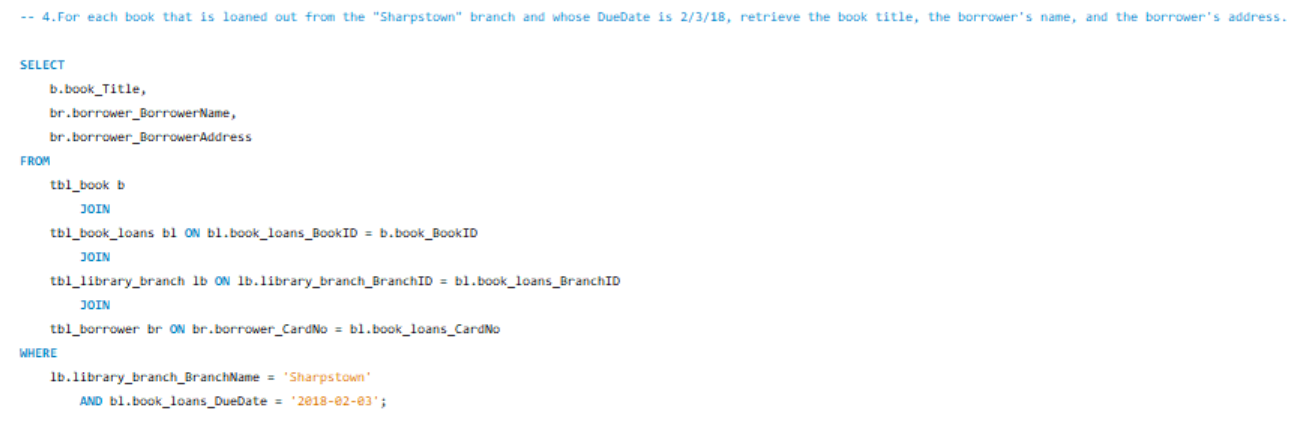 -- 4.For each book that is loaned out from the "Sharpstown" branch and whose DueDate is 2/3/18, retrieve the book title, the borrower's name, and the borrower's address.
SELECT
b.book_Title,
br.borrower_BorrowerName,
br.borrower_BorrowerAddress
FROM
tbl_book b
JOIN
tbl_book_loans bl ON bl.book_loans_BookID = b.book_BookID
JOIN
tbl_library_branch lb ON lb.library_branch_BranchID = bl.book_loans_BranchID
JOIN
tbl_borrower br ON br.borrower_CardNo = bl.book_loans_CardNo
WHERE
lb.library_branch_BranchName = 'Sharpstown'
AND bl.book_loans_DueDate = '2018-02-03';